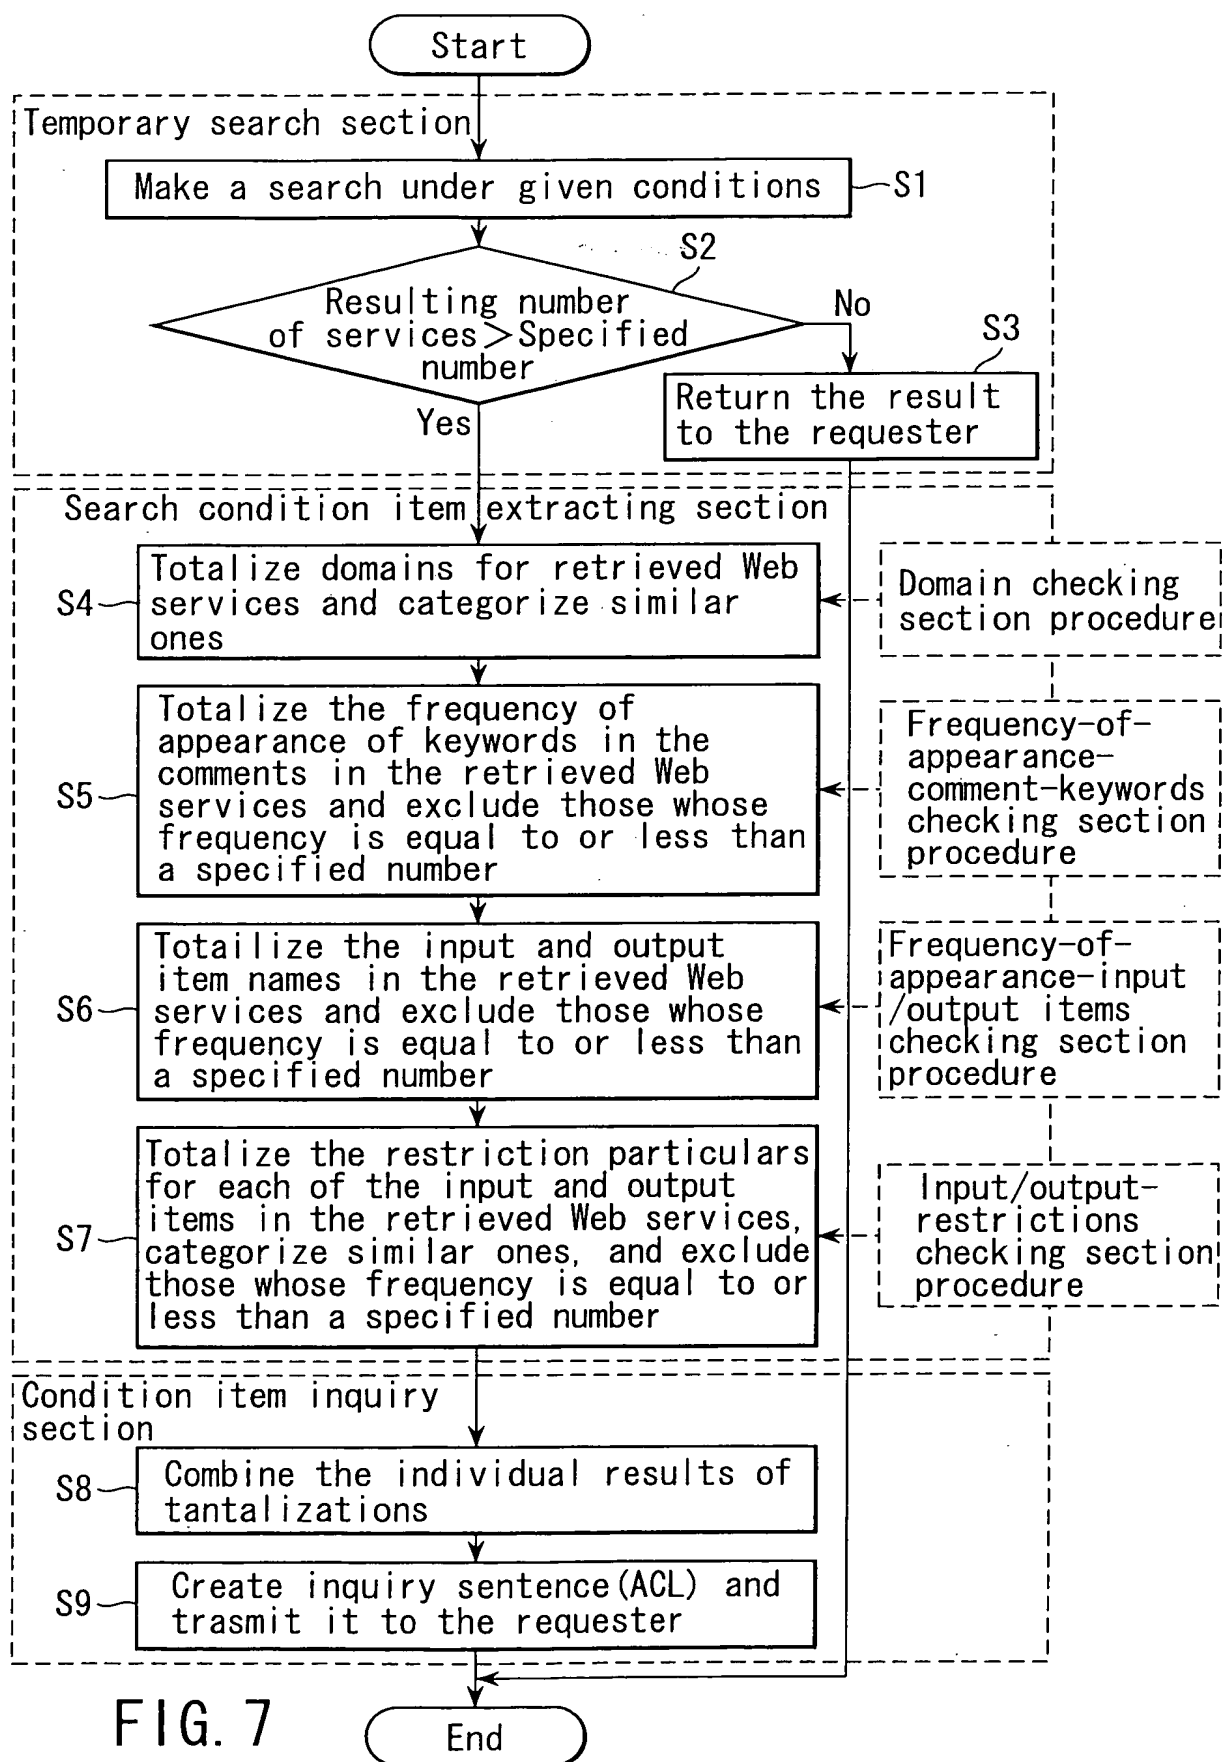 Start
Temporary search section
Make a search under given conditions
S1
S2
Resulting number
of services>Specified
number
No
Yes
S3
Return the result
to the requester
Search condition item extracting section
S4
Totalize domains for retrieved Web
services and categorize similar
ones
Domain checking
section procedure
S5
Totalize the frequency of
appearance of keywords in the
comments in the retrieved Web
services and exclude those whose
frequency is equal to or less than
a specified number
Frequency-of-
appearance-
comment-keywords
checking section
procedure
S6
Totailize the input and output
item names in the retrieved Web
services and exclude those whose
frequency is equal to or less than
a specified number
Frequency-of-
appearance-input
/output items
checking section
procedure
S7
Totalize the restriction particulars
for each of the input and output
items in the retrieved Web services,
categorize similar ones, and exclude
those whose frequency is equal to or
less than a specified number
Input/output-
restrictions
checking section
procedure
Condition item inquiry
section
S8
Combine the individual results of
tantalizations
S9
Create inquiry sentence(ACL) and
trasmit it to the requester
End
FIG. 7